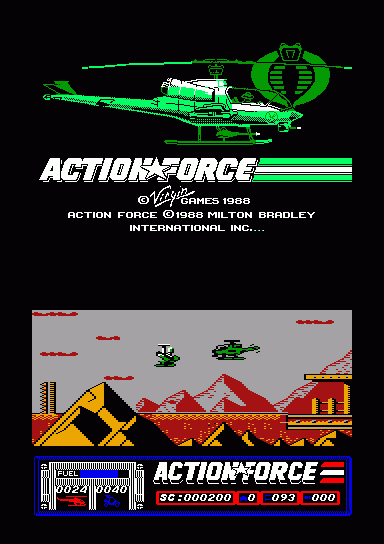 ACTION★FORCE
© Virgin GAMES 1988
ACTION FORCE ©1988 MILTON BRADLEY
INTERNATIONAL INC....
FUEL
0024 0040
ACTION★FORCE
SC:000200 0 093 000